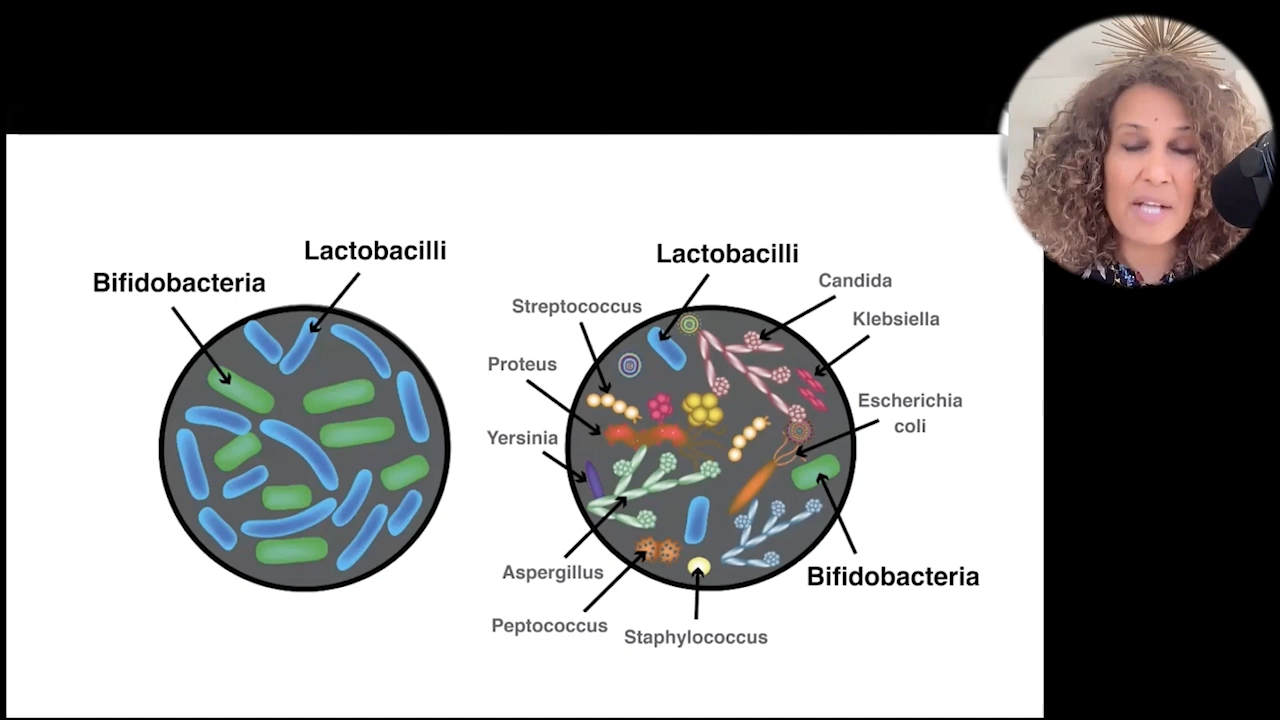 Bifidobacteria
Lactobacilli
Lactobacilli
Streptococcus
Candida
Klebsiella
Proteus
Escherichia
coli
Yersinia
Aspergillus
Bifidobacteria
Peptococcus
Staphylococcus